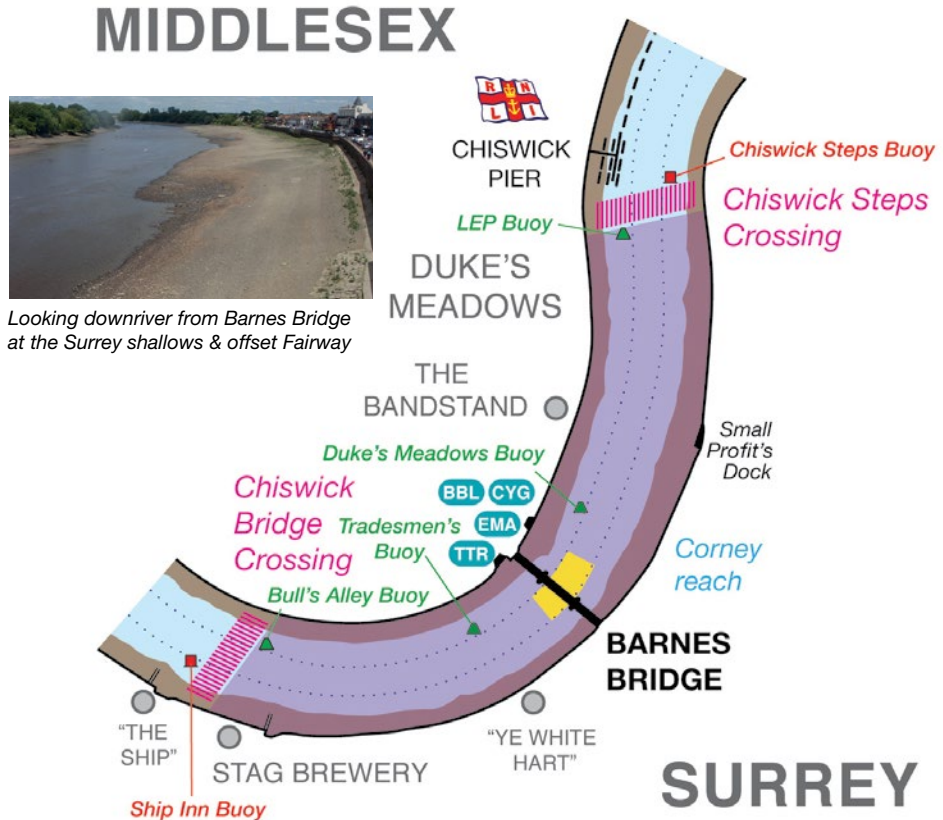 MIDDLESEX
R N
L I
CHISWICK
PIER
Chiswick Steps Buoy
Chiswick Steps
Crossing
LEP Buoy
DUKE'S
MEADOWS
Looking downriver from Barnes Bridge
at the Surrey shallows & offset Fairway
THE
BANDSTAND
Small
Profit's
Dock
Duke's Meadows Buoy
Chiswick
Bridge
Crossing
BBL
CYG
Tradesmen's
Buoy
EMA
TTR
Corney
reach
Bull's Alley Buoy
BARNES
BRIDGE
"THE
SHIP"
STAG BREWERY
"YE WHITE
HART"
SURREY
Ship Inn Buoy